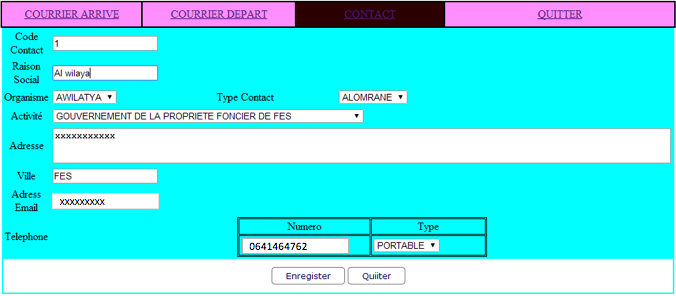 COURRIER ARRIVE COURRIER DEPART CONTACT QUITTER
Code Contact 1
Raison Social Al wilaya
Organisme AWILATYA Type Contact ALOMRANE
Activité GOUVERNEMENT DE LA PROPRIETE FONCIER DE FES
Adresse xxxxxxxxxxx
Ville FES
Adress Email xxxxxxxxx
Numero Type
Telephone 0641464762 PORTABLE
Enregister Quiiter